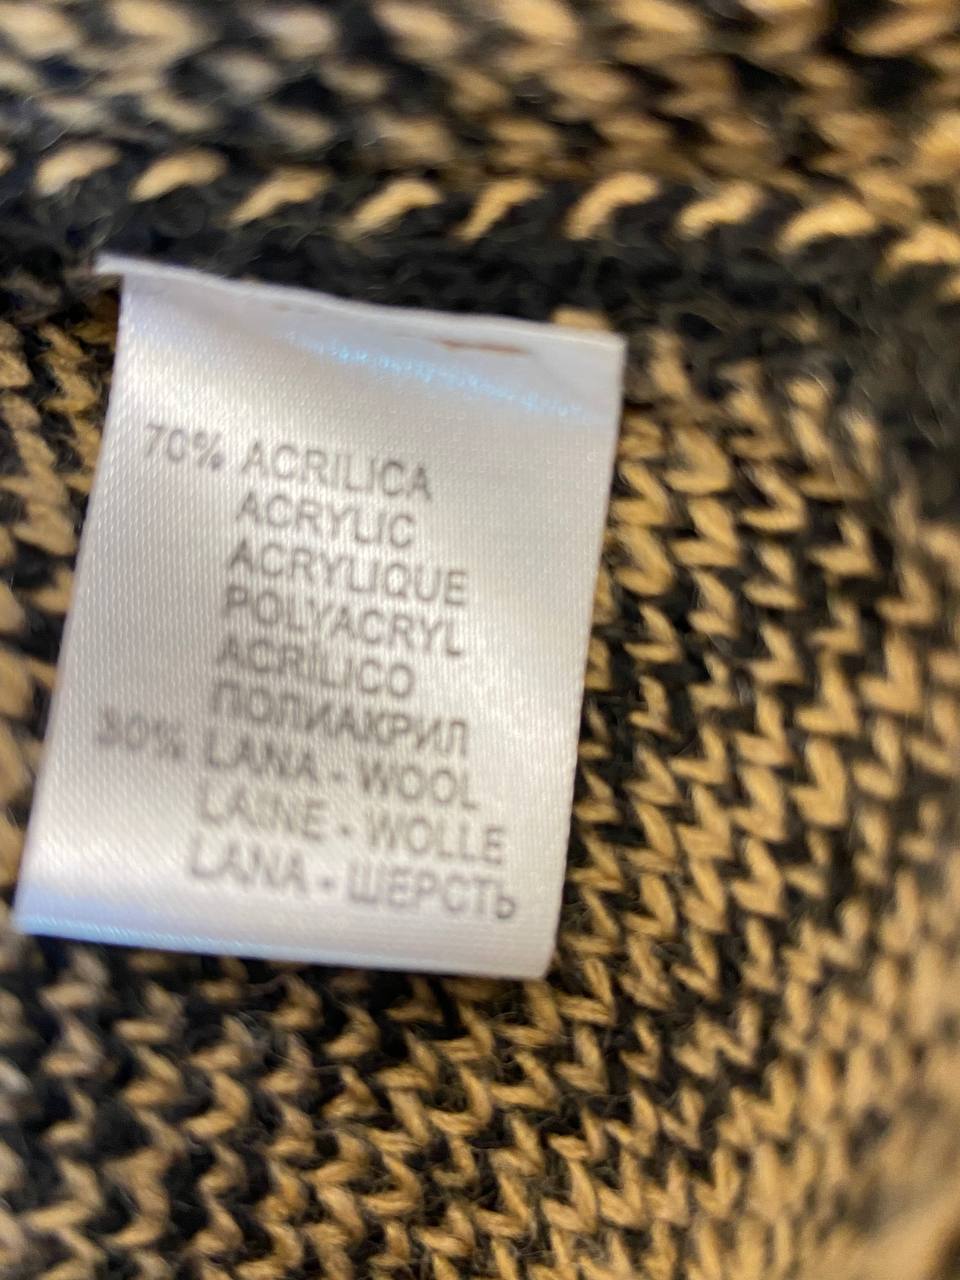 70% ACRILICA
ACRYLIC
ACRYLIQUE
POLYACRYL
ACRILICO
ПОЛИАКРИЛ
30% LANA - WOOL
LAINE - WOLLE
LANA - ШЕРСТЬ